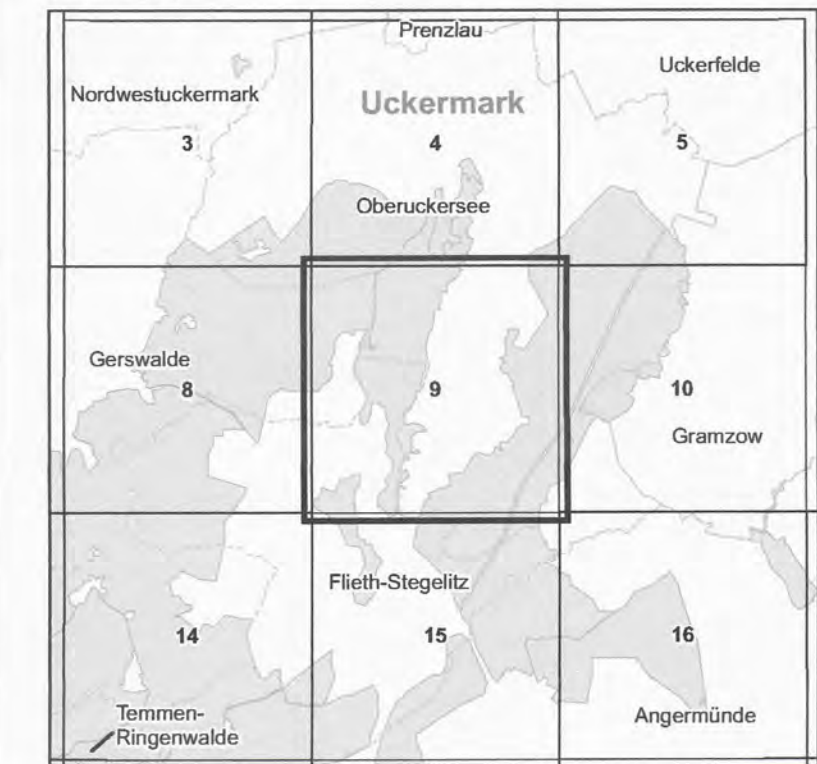 Prenzlau
Uckerfelde
Nordwestuckermark
Uckermark
3
4
5
Oberuckersee
Gerswalde
8
9
10
Gramzow
Flieth-Stegelitz
14
15
16
Temmen-
Ringenwalde
Angermünde